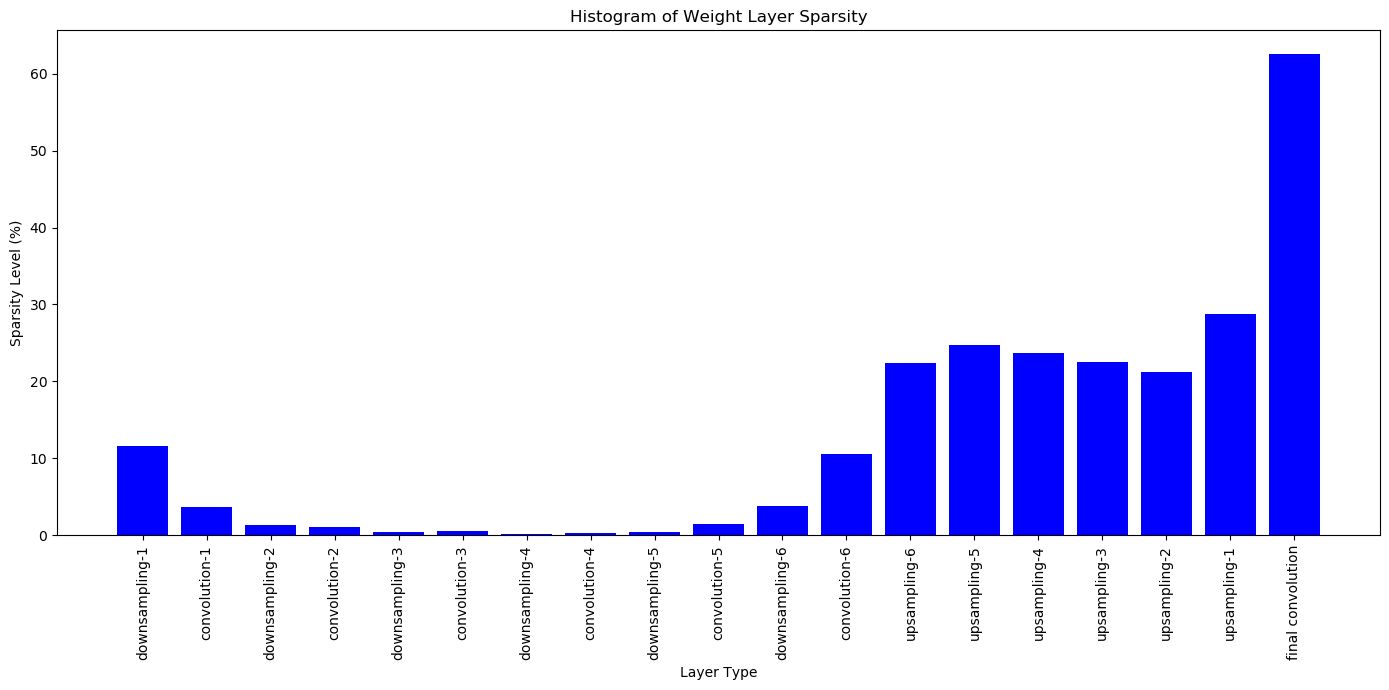 Histogram of Weight Layer Sparsity
Sparsity Level (%)
60
50
40
30
20
10
0
downsampling-1
convolution-1
downsampling-2
convolution-2
downsampling-3
convolution-3
downsampling-4
convolution-4
downsampling-5
convolution-5
downsampling-6
convolution-6
upsampling-6
upsampling-5
upsampling-4
upsampling-3
upsampling-2
upsampling-1
final convolution
Layer Type